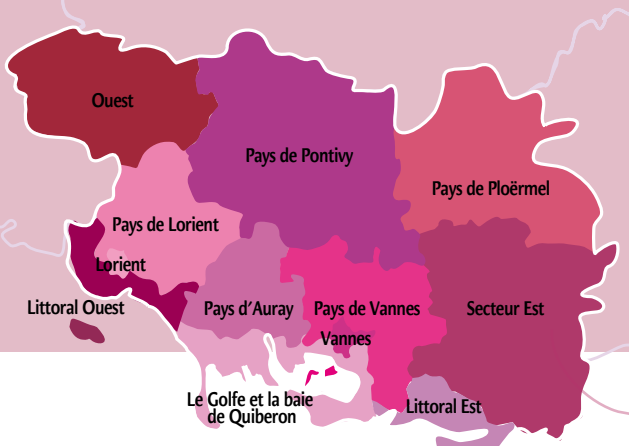 Ouest
Pays de Pontivy
Pays de Ploërmel
Pays de Lorient
Lorient
Littoral Ouest
Pays d'Auray
Pays de Vannes
Secteur Est
Vannes
Le Golfe et la baie
de Quiberon
Littoral Est